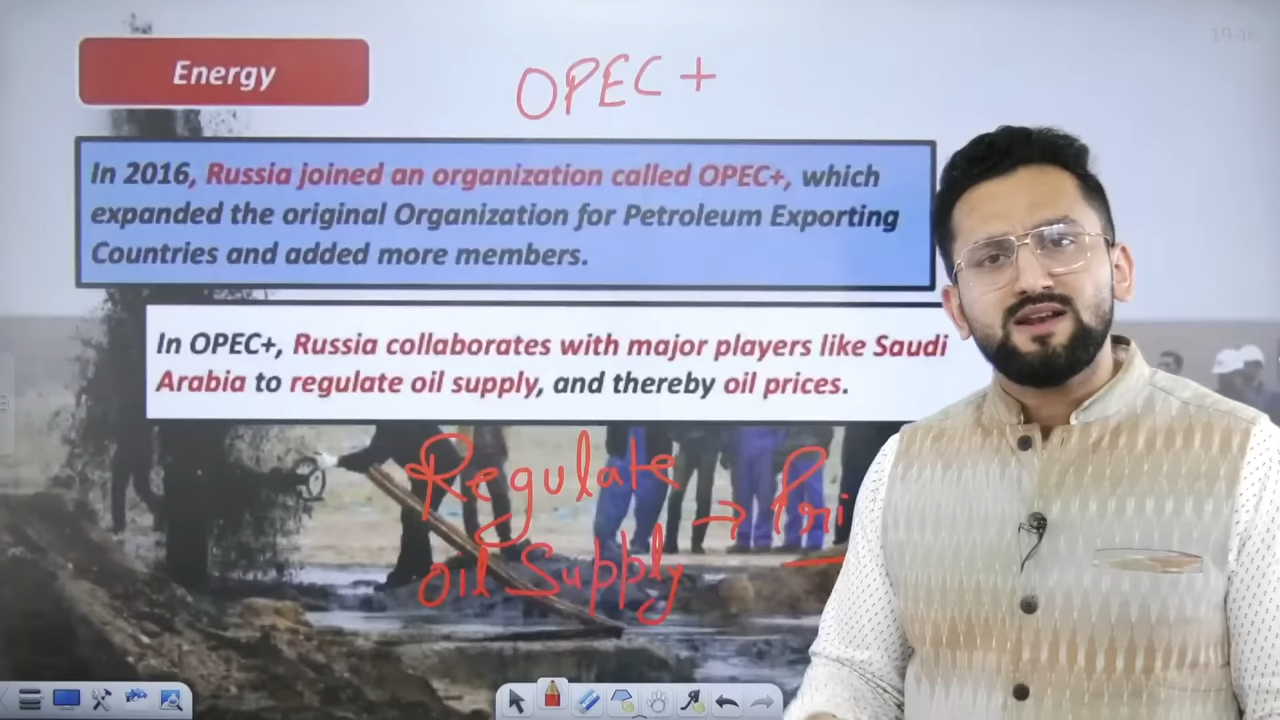 Energy
OPEC+
In 2016, Russia joined an organization called OPEC+, which
expanded the original Organization for Petroleum Exporting
Countries and added more members.
In OPEC+, Russia collaborates with major players like Saudi
Arabia to regulate oil supply, and thereby oil prices.
Regulate
oil Supply → Pri